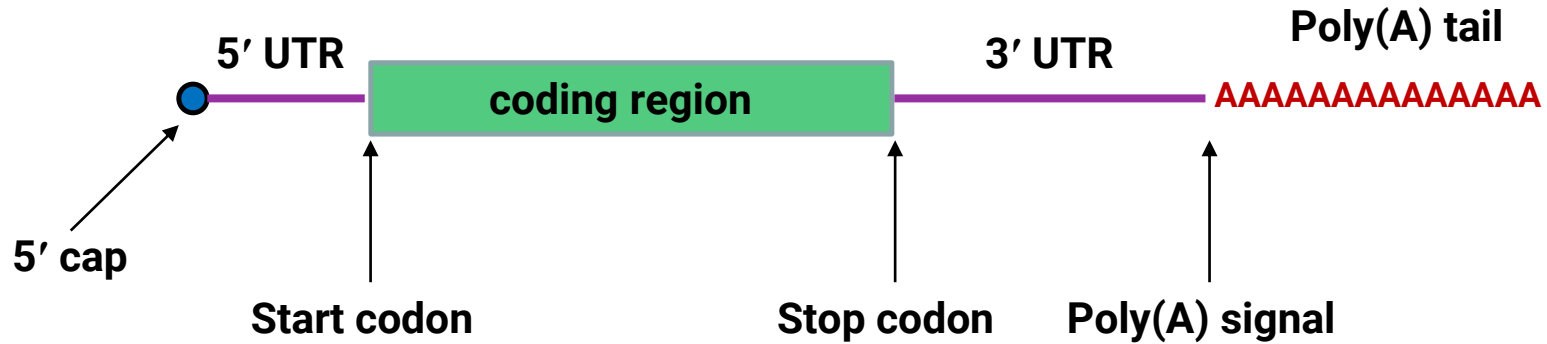 Poly(A) tail
5′ UTR
3′ UTR
coding region
AAAAAAAAAAAAAA
5′ cap
Start codon
Stop codon
Poly(A) signal